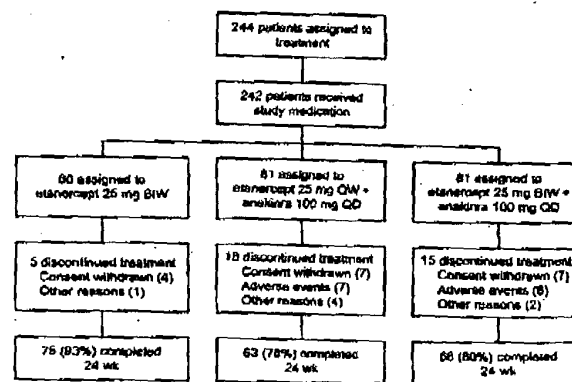 244 patients assigned to
treatment
242 patients received
study medication
80 assigned to
etanercept 25 mg BIW
81 assigned to
etanercept 25 mg QW +
anakinra 100 mg QD
81 assigned to
etanercept 25 mg BIW +
anakinra 100 mg QD
5 discontinued treatment
Consent withdrawn (4)
Other reasons (1)
18 discontinued treatment
Consent withdrawn (7)
Adverse events (7)
Other reasons (4)
15 discontinued treatment
Consent withdrawn (7)
Adverse events (6)
Other reasons (2)
75 (93%) completed
24 wk
63 (78%) completed
24 wk
66 (80%) completed
24 wk